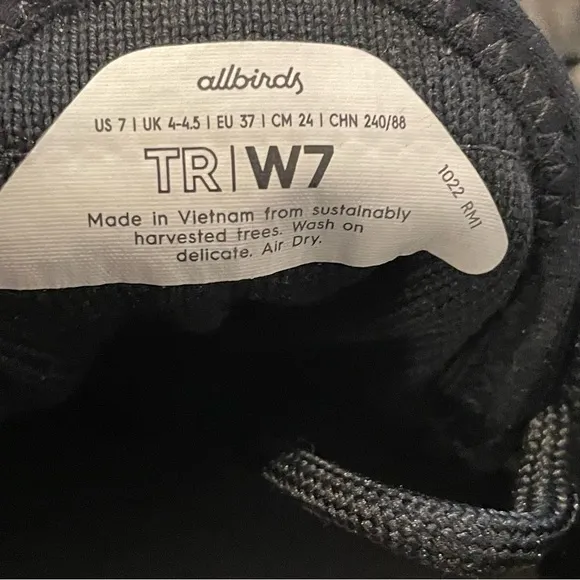 allbirds
US 7 | UK 4-4.5 | EU 37 | CM 24 | CHN 240/88
TR|W7
1022 RM1
Made in Vietnam from sustainably
harvested trees. Wash on
delicate. Air Dry.